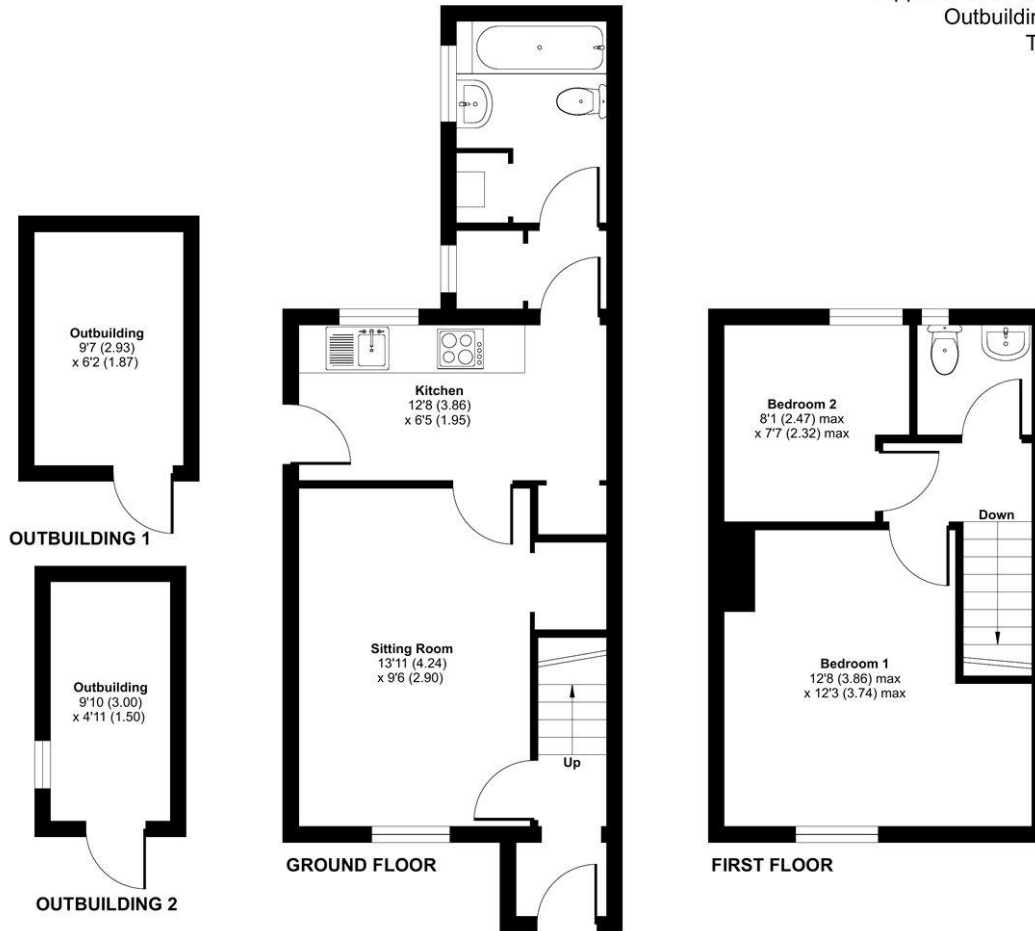 Outbuildin
T
Outbuilding
9'7 (2.93)
x 6'2 (1.87)
OUTBUILDING 1
Outbuilding
9'10 (3.00)
x 4'11 (1.50)
OUTBUILDING 2
Kitchen
12'8 (3.86)
x 6'5 (1.95)
Sitting Room
13'11 (4.24)
x 9'6 (2.90)
Up
GROUND FLOOR
Bedroom 2
8'1 (2.47) max
x 7'7 (2.32) max
Down
Bedroom 1
12'8 (3.86) max
x 12'3 (3.74) max
FIRST FLOOR